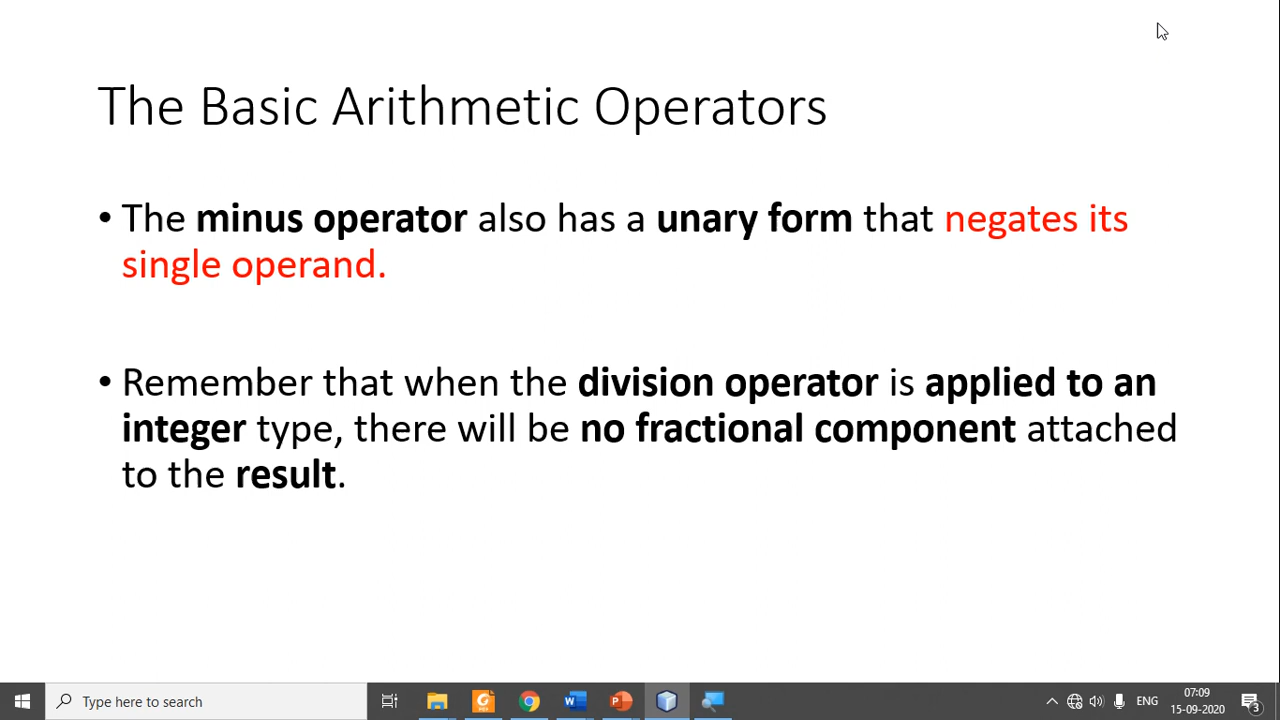 The Basic Arithmetic Operators
• The minus operator also has a unary form that negates its
single operand.
• Remember that when the division operator is applied to an
integer type, there will be no fractional component attached
to the result.
Type here to search
ENG
07:09
15-09-2020
3